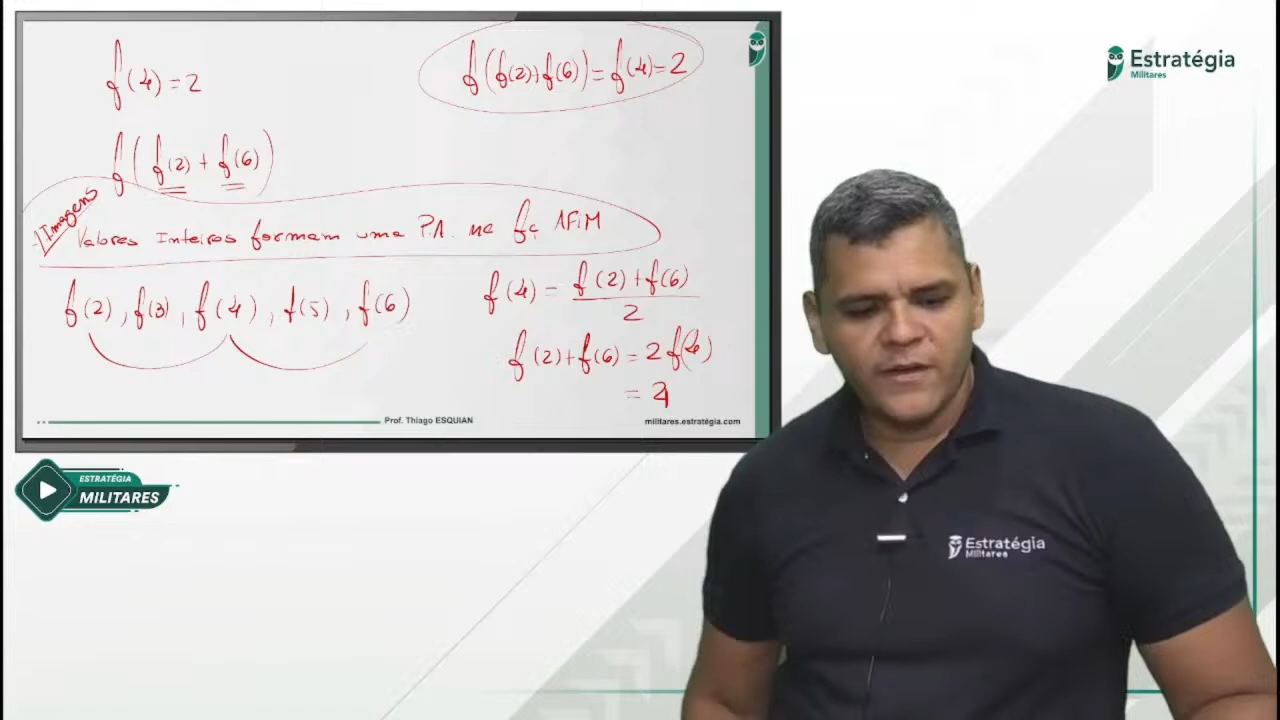 f(4) = 2
f(f(2)+f(6)) = f(4) = 2
f(f(2) + f(6))
Imagens
Valores Inteiros formam uma P.A. na fç AFIM
f(2), f(3), f(4), f(5), f(6)
f(4) = f(2) + f(6)
2
f(2) + f(6) = 2 f(4)
= 4
Prof. Thiago ESQUIAN
militares.estratégia.com
Estratégia
Militares
ESTRATÉGIA
MILITARES
Estratégia
Militares